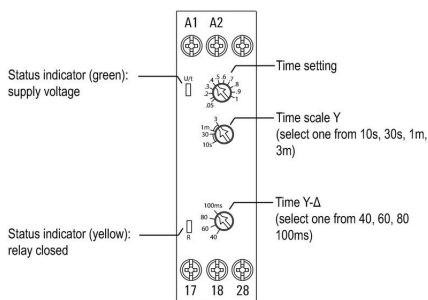 A1 A2
Status indicator (green):
supply voltage
U/t
.05 .2 .3 .4 .5 .6 .7 .8 .9 1
Time setting
Time scale Y
(select one from 10s, 30s, 1m,
3m)
3
1m
30
10s
Time Y-Δ
(select one from 40, 60, 80
100ms)
100ms
80
60
40
Status indicator (yellow):
relay closed
R
17 18 28